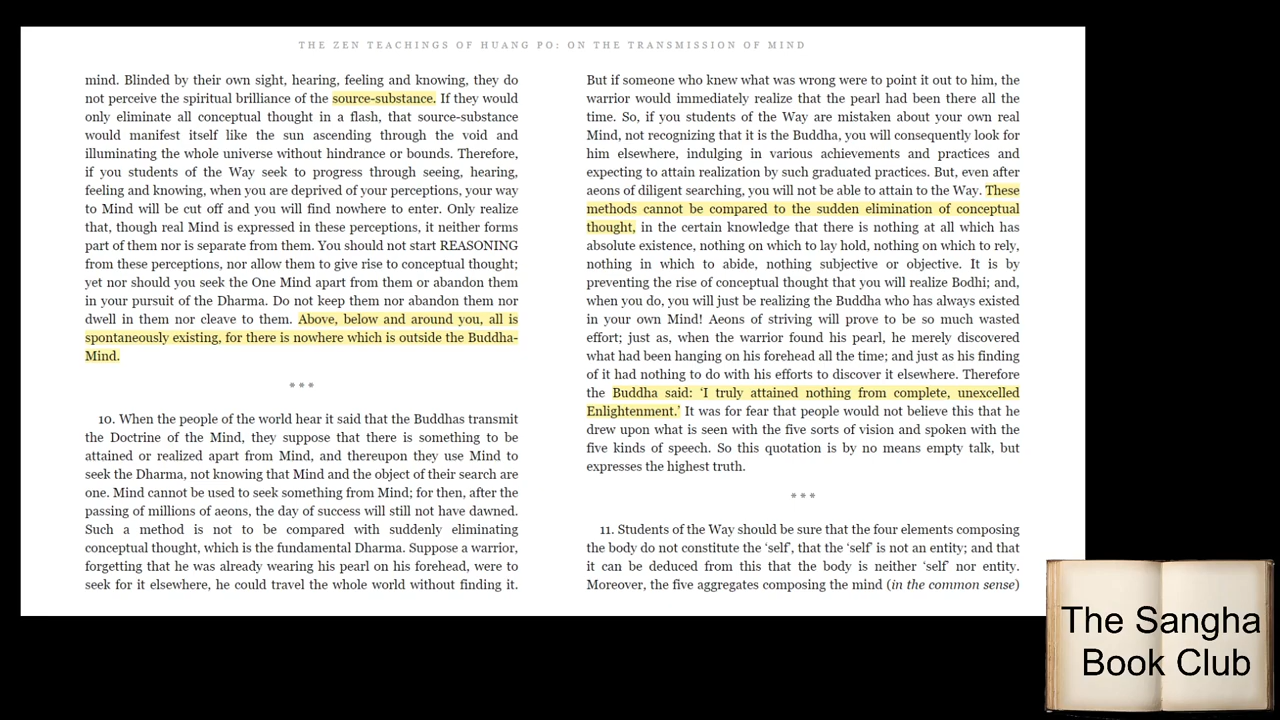 THE ZEN TEACHINGS OF HUANG PO: ON THE TRANSMISSION OF MIND
mind. Blinded by their own sight, hearing, feeling and knowing, they do
not perceive the spiritual brilliance of the source-substance. If they would
only eliminate all conceptual thought in a flash, that source-substance
would manifest itself like the sun ascending through the void and
illuminating the whole universe without hindrance or bounds. Therefore,
if you students of the Way seek to progress through seeing, hearing,
feeling and knowing, when you are deprived of your perceptions, your way
to Mind will be cut off and you will find nowhere to enter. Only realize
that, though real Mind is expressed in these perceptions, it neither forms
part of them nor is separate from them. You should not start REASONING
from these perceptions, nor allow them to give rise to conceptual thought;
yet nor should you seek the One Mind apart from them or abandon them
in your pursuit of the Dharma. Do not keep them nor abandon them nor
dwell in them nor cleave to them. Above, below and around you, all is
spontaneously existing, for there is nowhere which is outside the Buddha-
Mind.
* * *
10. When the people of the world hear it said that the Buddhas transmit
the Doctrine of the Mind, they suppose that there is something to be
attained or realized apart from Mind, and thereupon they use Mind to
seek the Dharma, not knowing that Mind and the object of their search are
one. Mind cannot be used to seek something from Mind; for then, after the
passing of millions of aeons, the day of success will still not have dawned.
Such a method is not to be compared with suddenly eliminating
conceptual thought, which is the fundamental Dharma. Suppose a warrior,
forgetting that he was already wearing his pearl on his forehead, were to
seek for it elsewhere, he could travel the whole world without finding it.
But if someone who knew what was wrong were to point it out to him, the
warrior would immediately realize that the pearl had been there all the
time. So, if you students of the Way are mistaken about your own real
Mind, not recognizing that it is the Buddha, you will consequently look for
him elsewhere, indulging in various achievements and practices and
expecting to attain realization by such graduated practices. But, even after
aeons of diligent searching, you will not be able to attain to the Way. These
methods cannot be compared to the sudden elimination of conceptual
thought, in the certain knowledge that there is nothing at all which has
absolute existence, nothing on which to lay hold, nothing on which to rely,
nothing in which to abide, nothing subjective or objective. It is by
preventing the rise of conceptual thought that you will realize Bodhi; and,
when you do, you will just be realizing the Buddha who has always existed
in your own Mind! Aeons of striving will prove to be so much wasted
effort; just as, when the warrior found his pearl, he merely discovered
what had been hanging on his forehead all the time; and just as his finding
of it had nothing to do with his efforts to discover it elsewhere. Therefore
the Buddha said: ‘I truly attained nothing from complete, unexcelled
Enlightenment.’ It was for fear that people would not believe this that he
drew upon what is seen with the five sorts of vision and spoken with the
five kinds of speech. So this quotation is by no means empty talk, but
expresses the highest truth.
* * *
11. Students of the Way should be sure that the four elements composing
the body do not constitute the ‘self’, that the ‘self’ is not an entity; and that
it can be deduced from this that the body is neither ‘self’ nor entity.
Moreover, the five aggregates composing the mind (in the common sense)
The Sangha
Book Club